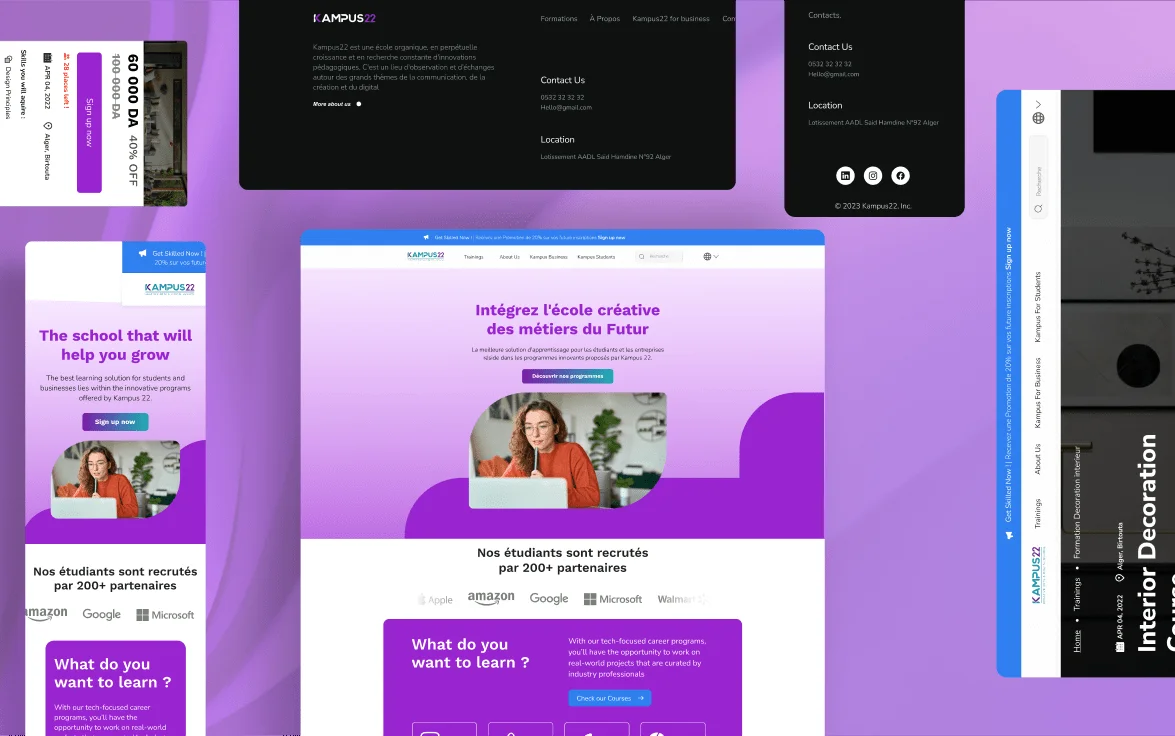 60 000 DA 40% OFF
100 000 DA
Sign up now
28 places left !
APR 04, 2022 Alger, Birtouta
Skills you will aquire :
Design Principles
KAMPUS22
Formations À Propos Kampus22 for business Con
Kampus22 est une école organique, en perpétuelle
croissance et en recherche constante d'innovations
pédagogiques. C'est un lieu d'observation et d'échanges
autour des grands thèmes de la communication, de la
création et du digital
More about us
Contact Us
0532 32 32 32
Hello@gmail.com
Location
Lotissement AADL Said Hamdine N°92 Alger
Contacts.
Contact Us
0532 32 32 32
Hello@gmail.com
Location
Lotissement AADL Said Hamdine N°92 Alger
© 2023 Kampus22, Inc.
Get Skilled Now ! |
20% sur vos future
KAMPUS22
The school that will
help you grow
The best learning solution for students and
businesses lies within the innovative programs
offered by Kampus 22.
Sign up now
Nos étudiants sont recrutés
par 200+ partenaires
amazon Google Microsoft
What do you
want to learn ?
With our tech-focused career
programs, you'll have the
opportunity to work on real-world
Get Skilled Now ! | Recevez une Promotion de 20% sur vos future inscriptions Sign up now
KAMPUS22 Trainings About Us Kampus Business Kampus Students Recherche
Intégrez l'école créative
des métiers du Futur
La meilleure solution d'apprentissage pour les étudiants et les entreprises
réside dans les programmes innovants proposés par Kampus 22.
Découvrir nos programmes
Nos étudiants sont recrutés
par 200+ partenaires
Apple amazon Google Microsoft Walmar
What do you
want to learn ?
With our tech-focused career programs,
you'll have the opportunity to work on
real-world projects that are curated by
industry professionals
Check our Courses
Get Skilled Now ! | Recevez une Promotion de 20% sur vos future inscriptions Sign up now
KAMPUS22 Trainings About Us Kampus For Business Kampus For Students Recherche
Home • Trainings • Formation Decoration interieur
APR 04, 2022 Alger, Birtouta
Interior Decoration
Course